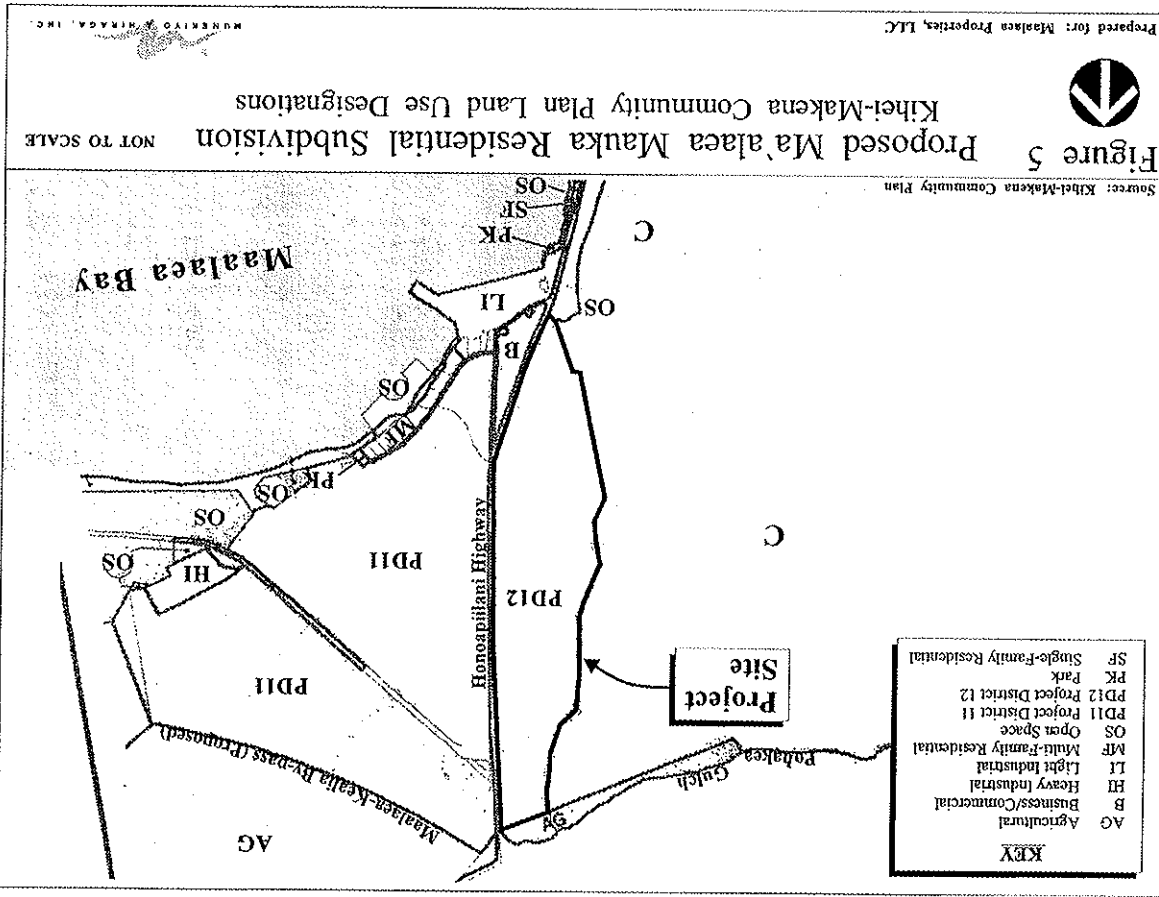 KEY
AG Agricultural
B Business/Commercial
HI Heavy Industrial
LI Light Industrial
MF Multi-Family Residential
OS Open Space
PD11 Project District 11
PD12 Project District 12
PK Park
SF Single-Family Residential
AG
Maalaea-Kealia By-pass (Proposed)
AG
Pohakea
Gulch
Project
Site
PD11
PD12
Honoapiilani Highway
PD11
HI
OS
C
OS
OS
PK
MF
OS
B
LI
OS
Maalaea Bay
C
PK
SF
OS
Source: Kihei-Makena Community Plan
Figure 5
Proposed Ma`alaea Mauka Residential Subdivision
Kihei-Makena Community Plan Land Use Designations
NOT TO SCALE
Prepared for: Maalaea Properties, LLC
MUNEKIYO & HIRAGA, INC.